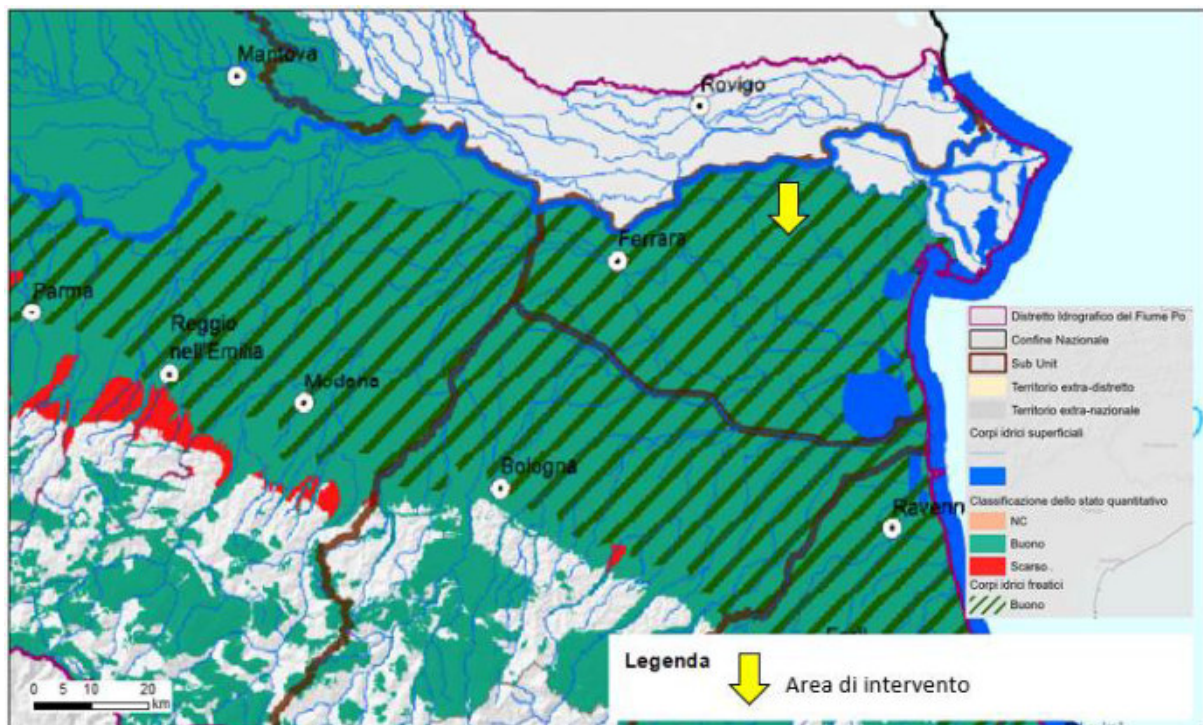 Mantova
Rovigo
Ferrara
Parma
Reggio
nell'Emilia
Modena
Bologna
Ravenn
Distretto Idrografico del Fiume Po
Confine Nazionale
Sub Unit
Territorio extra-distretto
Territorio extra-nazionale
Corpi idrici superficiali
Classificazione dello stato quantitativo
NC
Buono
Scarso .
Corpi idrici freatici
Buono
Legenda
Area di intervento
0 5 10 20
km